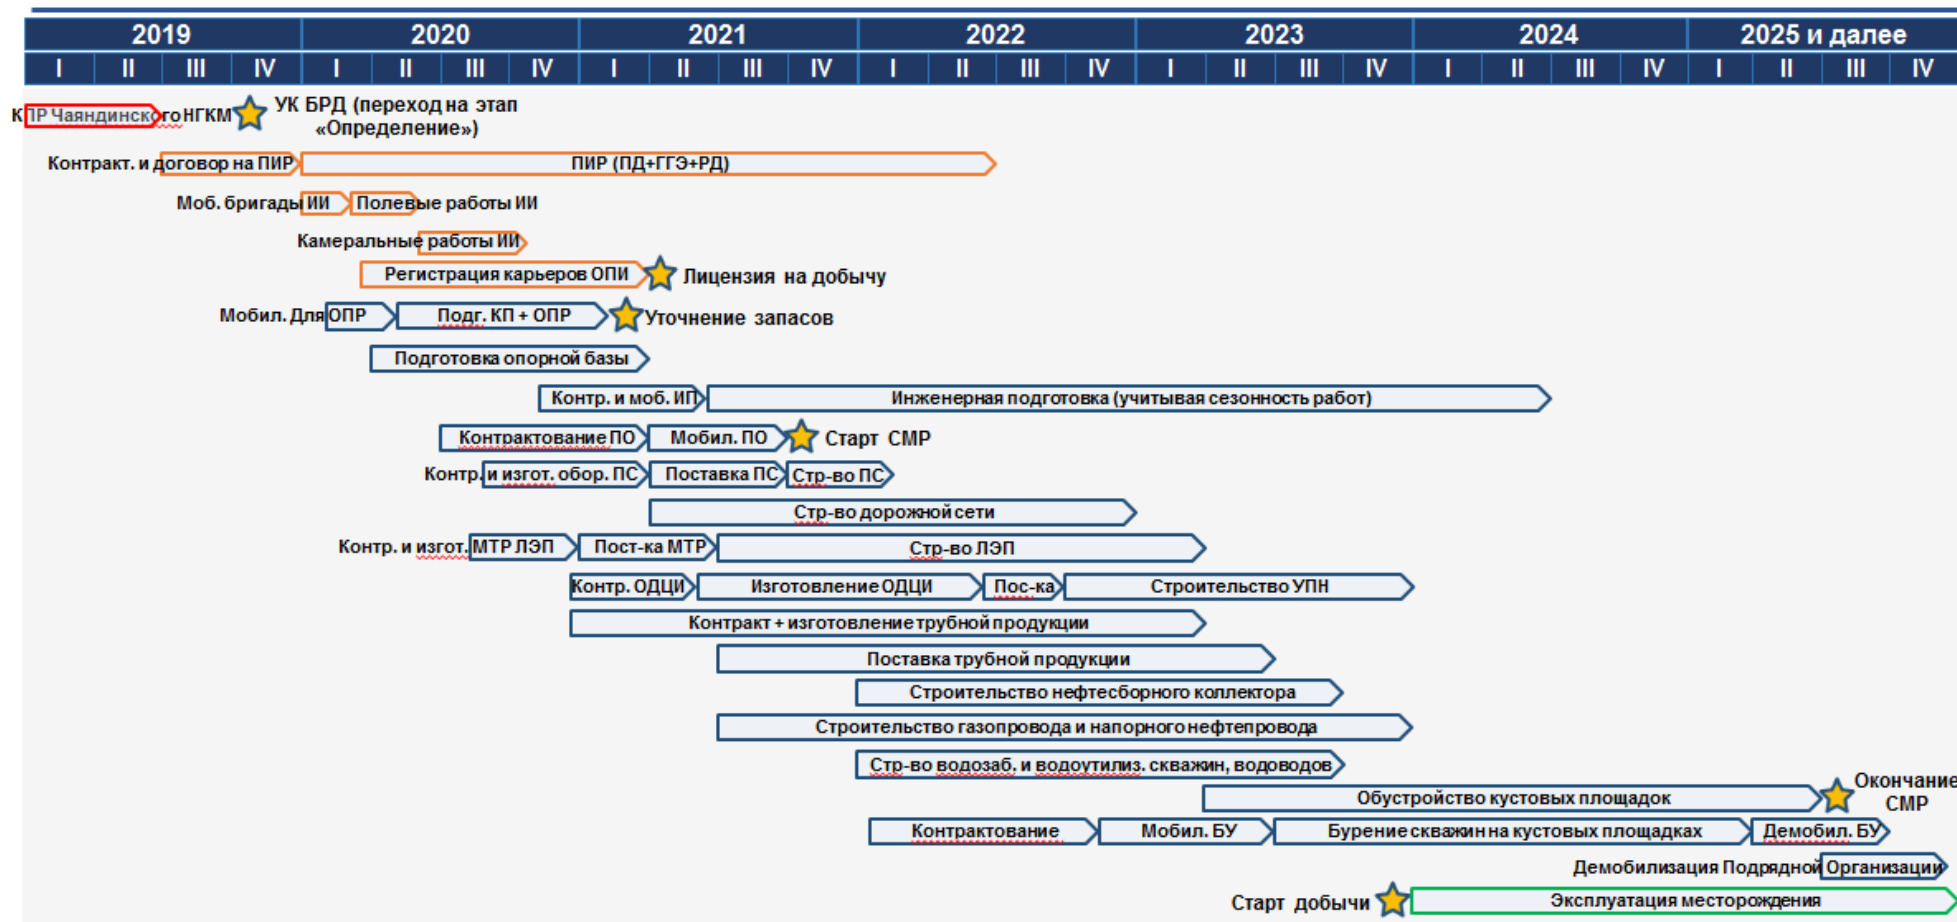 2019 2020 2021 2022 2023 2024 2025 и далее
I II III IV I II III IV I II III IV I II III IV I II III IV I II III IV I II III IV
КПР Чаяндинского НГКМ
УК БРД (переход на этап
«Определение»)
Контракт. и договор на ПИР ПИР (ПД+ГГЭ+РД)
Моб. бригады ИИ Полевые работы ИИ
Камеральные работы ИИ
Регистрация карьеров ОПИ Лицензия на добычу
Мобил. Для ОПР Подг. КП + ОПР Уточнение запасов
Подготовка опорной базы
Контр. и моб. ИП Инженерная подготовка (учитывая сезонность работ)
Контрактование ПО Мобил. ПО Старт СМР
Контр. и изгот. обор. ПС Поставка ПС Стр-во ПС
Стр-во дорожной сети
Контр. и изгот. МТР ЛЭП Пост-ка МТР Стр-во ЛЭП
Контр. ОДЦИ Изготовление ОДЦИ Пос-ка Строительство УПН
Контракт + изготовление трубной продукции
Поставка трубной продукции
Строительство нефтесборного коллектора
Строительство газопровода и напорного нефтепровода
Стр-во водозаб. и водоутилиз. скважин, водоводов
Обустройство кустовых площадок
Окончание
СМР
Контрактование Мобил. БУ Бурение скважин на кустовых площадках Демобил. БУ
Демобилизация Подрядной Организации
Старт добычи Эксплуатация месторождения